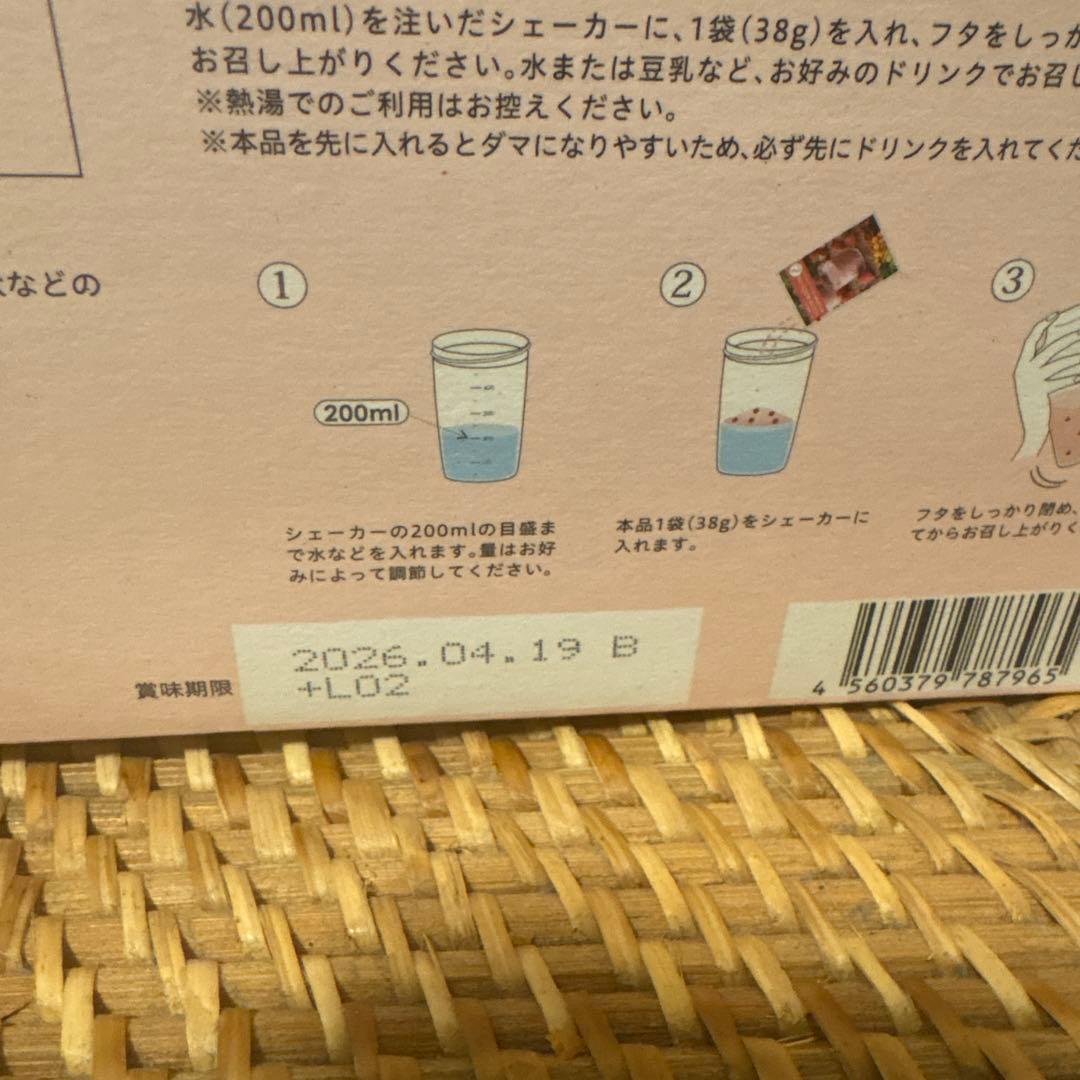 水(200ml)を注いだシェーカーに、1袋(38g)を入れ、フタをしっか
お召し上がりください。水または豆乳など、お好みのドリンクでお召し
※熱湯でのご利用はお控えください。
※本品を先に入れるとダマになりやすいため、必ず先にドリンクを入れてくだ
などの
1
2
3
200ml
シェーカーの200mlの目盛ま
で水などを入れます。量はお好
みによって調節してください。
本品1袋(38g)をシェーカーに
入れます。
フタをしっかり閉め、
てからお召し上がりく
賞味期限
2026.04.19 B
+L02
4 560379 787965